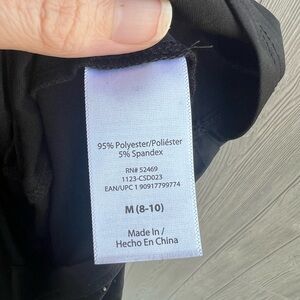 95% Polyester/Poliéster
5% Spandex
RN# 52469
1123-CSD023
EAN/UPC 1 90917799774
M (8-10)
Made In /
Hecho En China